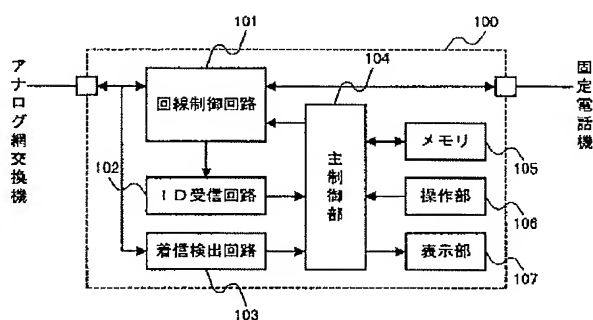 101
100
104
アナログ網交換機
回線制御回路
固定電話機
主制御部
メモリ
105
102
ID受信回路
操作部
106
着信検出回路
表示部
107
103